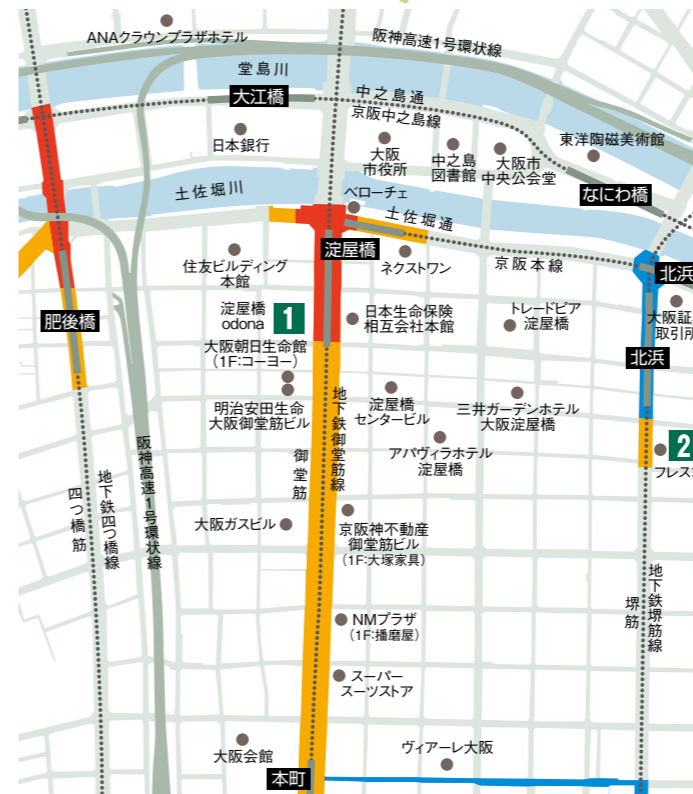 ANAクラウンプラザホテル
阪神高速1号環状線
堂島川
大江橋
中之島通
京阪中之島線
日本銀行
大阪
市役所
中之島
図書館
大阪市
中央公会堂
東洋陶磁美術館
なにわ橋
土佐堀川
ベローチェ
土佐堀通
淀屋橋
住友ビルディング
本館
ネクストワン
京阪本線
北浜
肥後橋
淀屋橋
odona
1
日本生命保険
相互会社本館
トレードピア
淀屋橋
大阪証
取引所
北浜
大阪朝日生命館
(1F:コーヨー)
明治安田生命
大阪御堂筋ビル
地下鉄御堂筋線
御堂筋
淀屋橋
センタービル
三井ガーデンホテル
大阪淀屋橋
アパヴィラホテル
淀屋橋
2
フレス
阪神高速1号環状線
地下鉄四つ橋線
四つ橋筋
大阪ガスビル
京阪神不動産
御堂筋ビル
(1F:大塚家具)
地下鉄堺筋線
堺筋
NMプラザ
(1F:播磨屋)
スーパー
スーツストア
大阪会館
本町
ヴィアーレ大阪